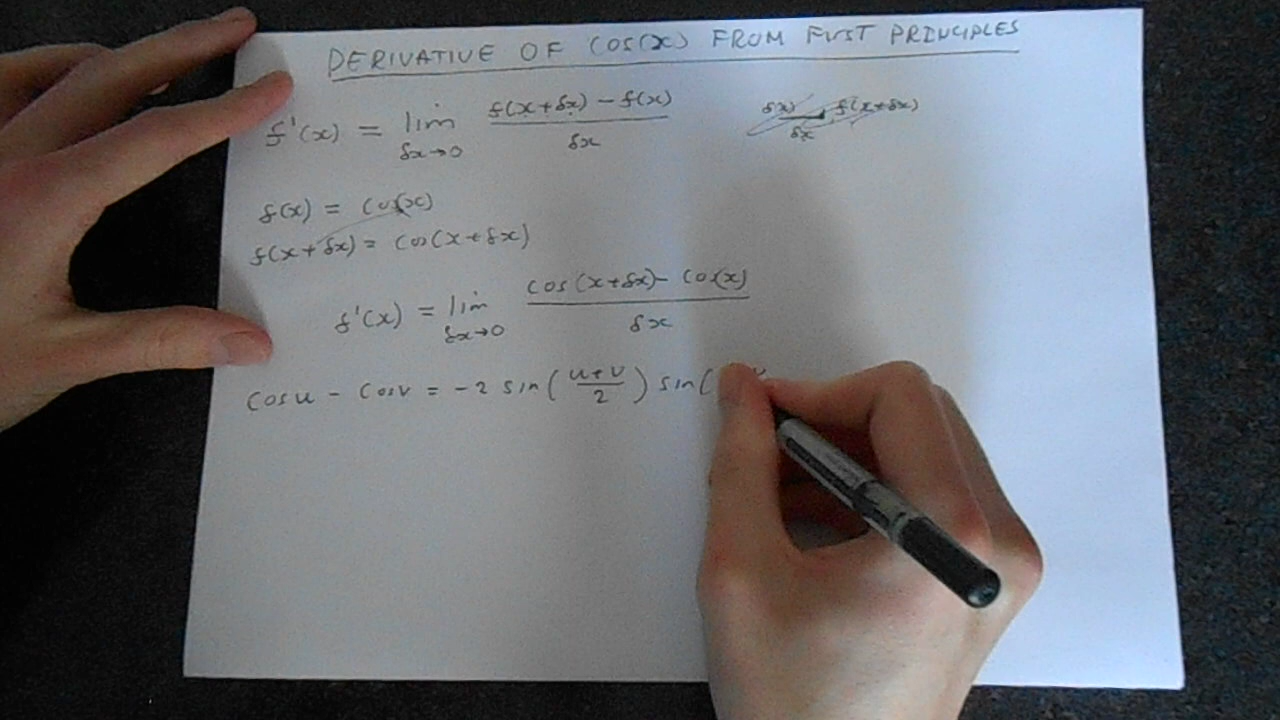 DERIVATIVE OF COS(x) FROM FIRST PRINCIPLES
f'(x) = lim δx→0 f(x+δx) - f(x) / δx
f(x) = cos(x)
f(x+δx) = cos(x+δx)
f'(x) = lim δx→0 cos(x+δx) - cos(x) / δx
cos u - cos v = -2 sin(u+v/2) sin(